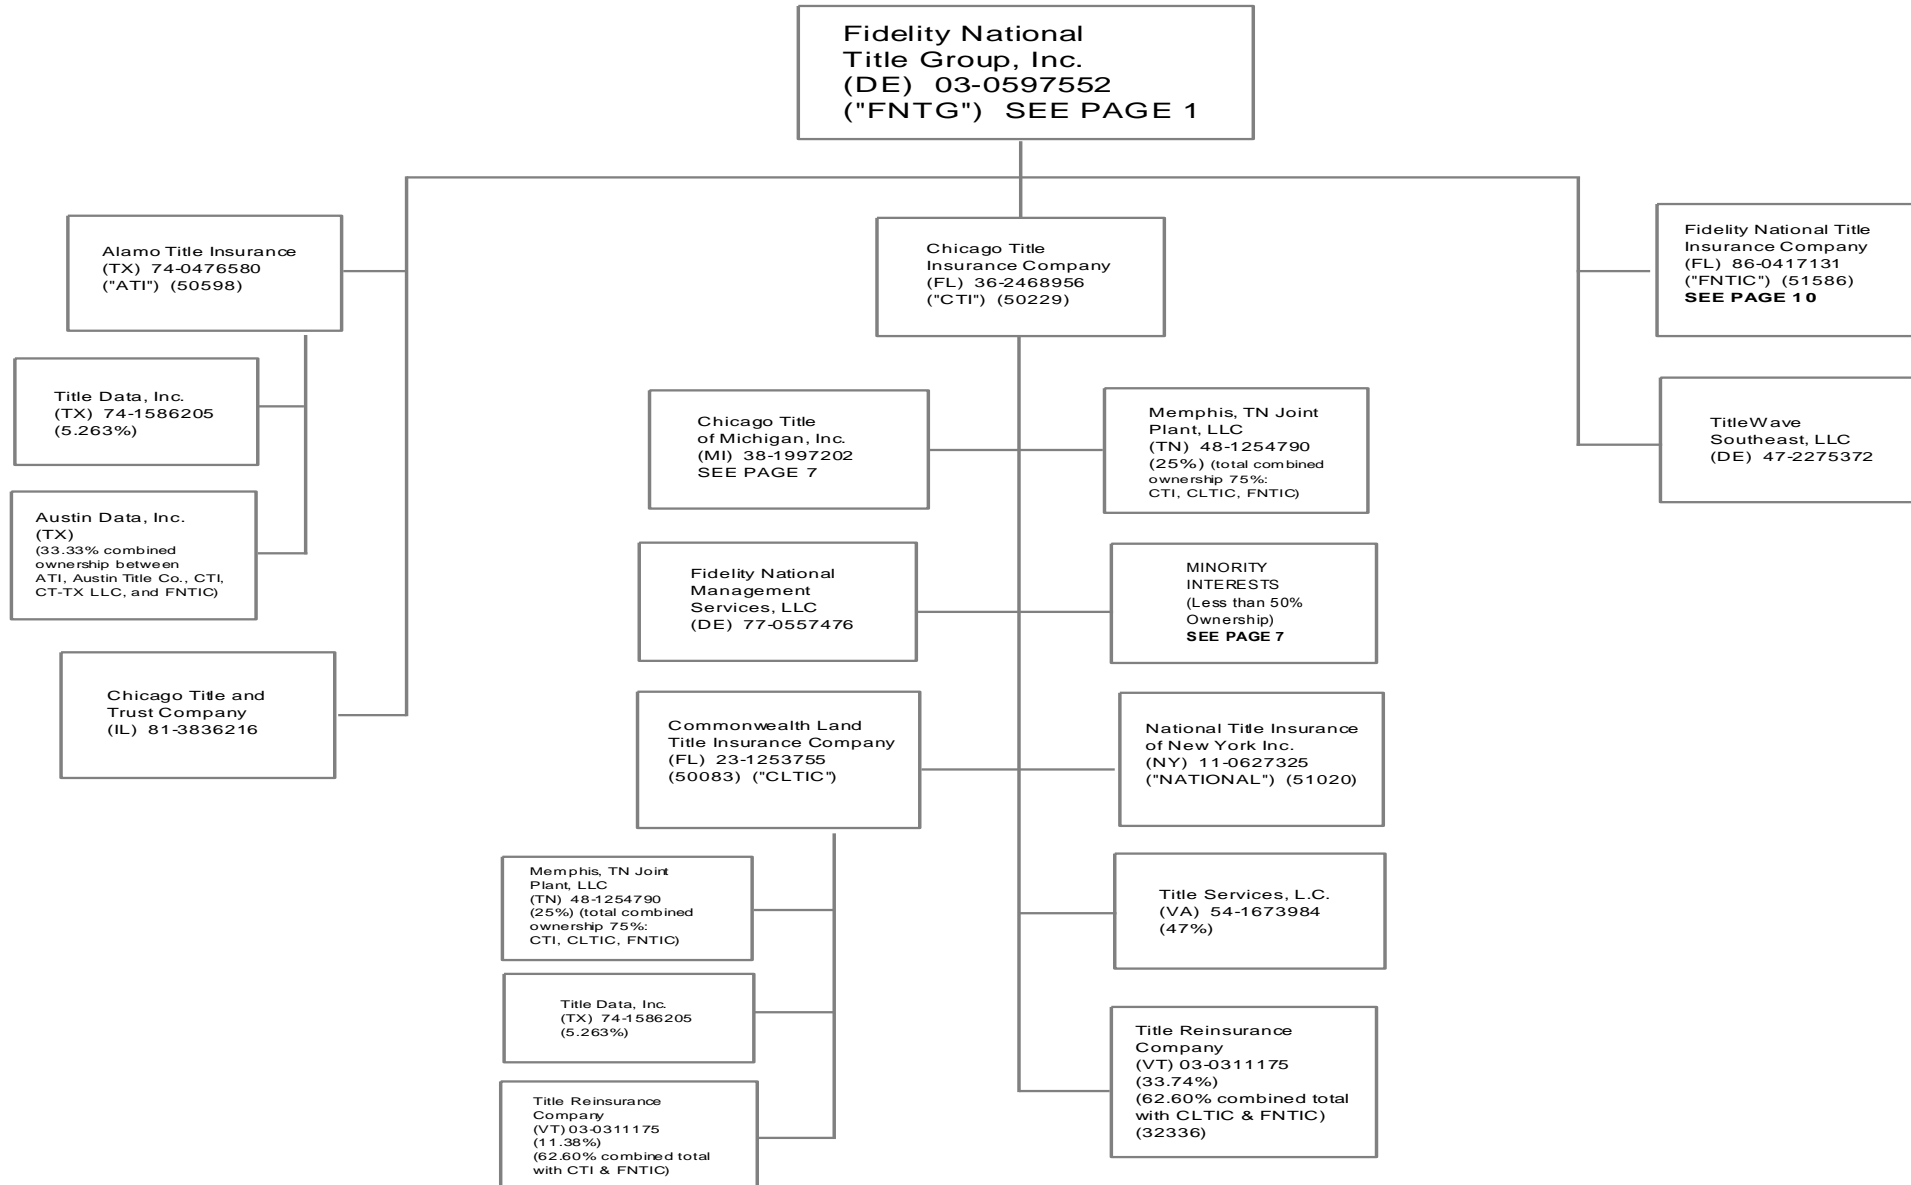 Fidelity National
Title Group, Inc.
(DE) 03-0597552
("FNTG") SEE PAGE 1
Alamo Title Insurance
(TX) 74-0476580
("ATI") (50598)
Chicago Title
Insurance Company
(FL) 36-2468956
("CTI") (50229)
Fidelity National Title
Insurance Company
(FL) 86-0417131
("FNTIC") (51586)
SEE PAGE 10
Title Data, Inc.
(TX) 74-1586205
(5.263%)
Chicago Title
of Michigan, Inc.
(MI) 38-1997202
SEE PAGE 7
Memphis, TN Joint
Plant, LLC
(TN) 48-1254790
(25%) (total combined
ownership 75%:
CTI, CLTIC, FNTIC)
TitleWave
Southeast, LLC
(DE) 47-2275372
Austin Data, Inc.
(TX)
(33.33% combined
ownership between
ATI, Austin Title Co., CTI,
CT-TX LLC, and FNTIC)
Fidelity National
Management
Services, LLC
(DE) 77-0557476
MINORITY
INTERESTS
(Less than 50%
Ownership)
SEE PAGE 7
Chicago Title and
Trust Company
(IL) 81-3836216
Commonwealth Land
Title Insurance Company
(FL) 23-1253755
(50083) ("CLTIC")
National Title Insurance
of New York Inc.
(NY) 11-0627325
("NATIONAL") (51020)
Memphis, TN Joint
Plant, LLC
(TN) 48-1254790
(25%) (total combined
ownership 75%:
CTI, CLTIC, FNTIC)
Title Services, L.C.
(VA) 54-1673984
(47%)
Title Data, Inc.
(TX) 74-1586205
(5.263%)
Title Reinsurance
Company
(VT) 03-0311175
(33.74%)
(62.60% combined total
with CLTIC & FNTIC)
(32336)
Title Reinsurance
Company
(VT) 03-0311175
(11.38%)
(62.60% combined total
with CTI & FNTIC)